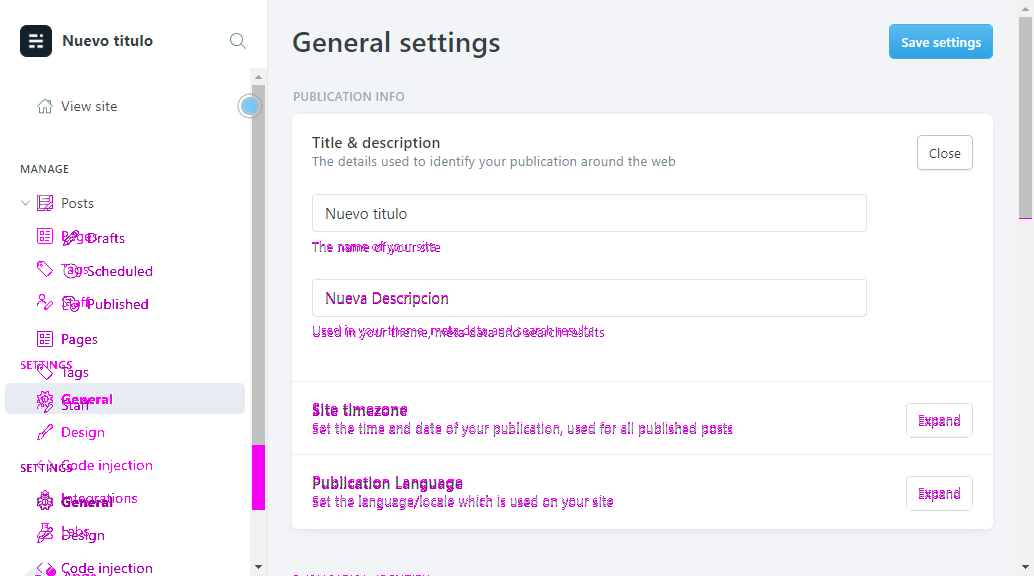 Nuevo titulo
View site
MANAGE
Posts
Pages
Drafts
Tags
Scheduled
Staff
Published
Pages
SETTINGS
Tags
General
Staff
Design
SETTINGS
Code injection
Integrations
General
Labs
Design
Code injection
General settings
Save settings
PUBLICATION INFO
Title & description
The details used to identify your publication around the web
Close
Nuevo titulo
The name of your site
Nueva Descripcion
Used in your theme, meta data and search results
Site timezone
Set the time and date of your publication, used for all published posts
Expand
Publication Language
Set the language/locale which is used on your site
Expand